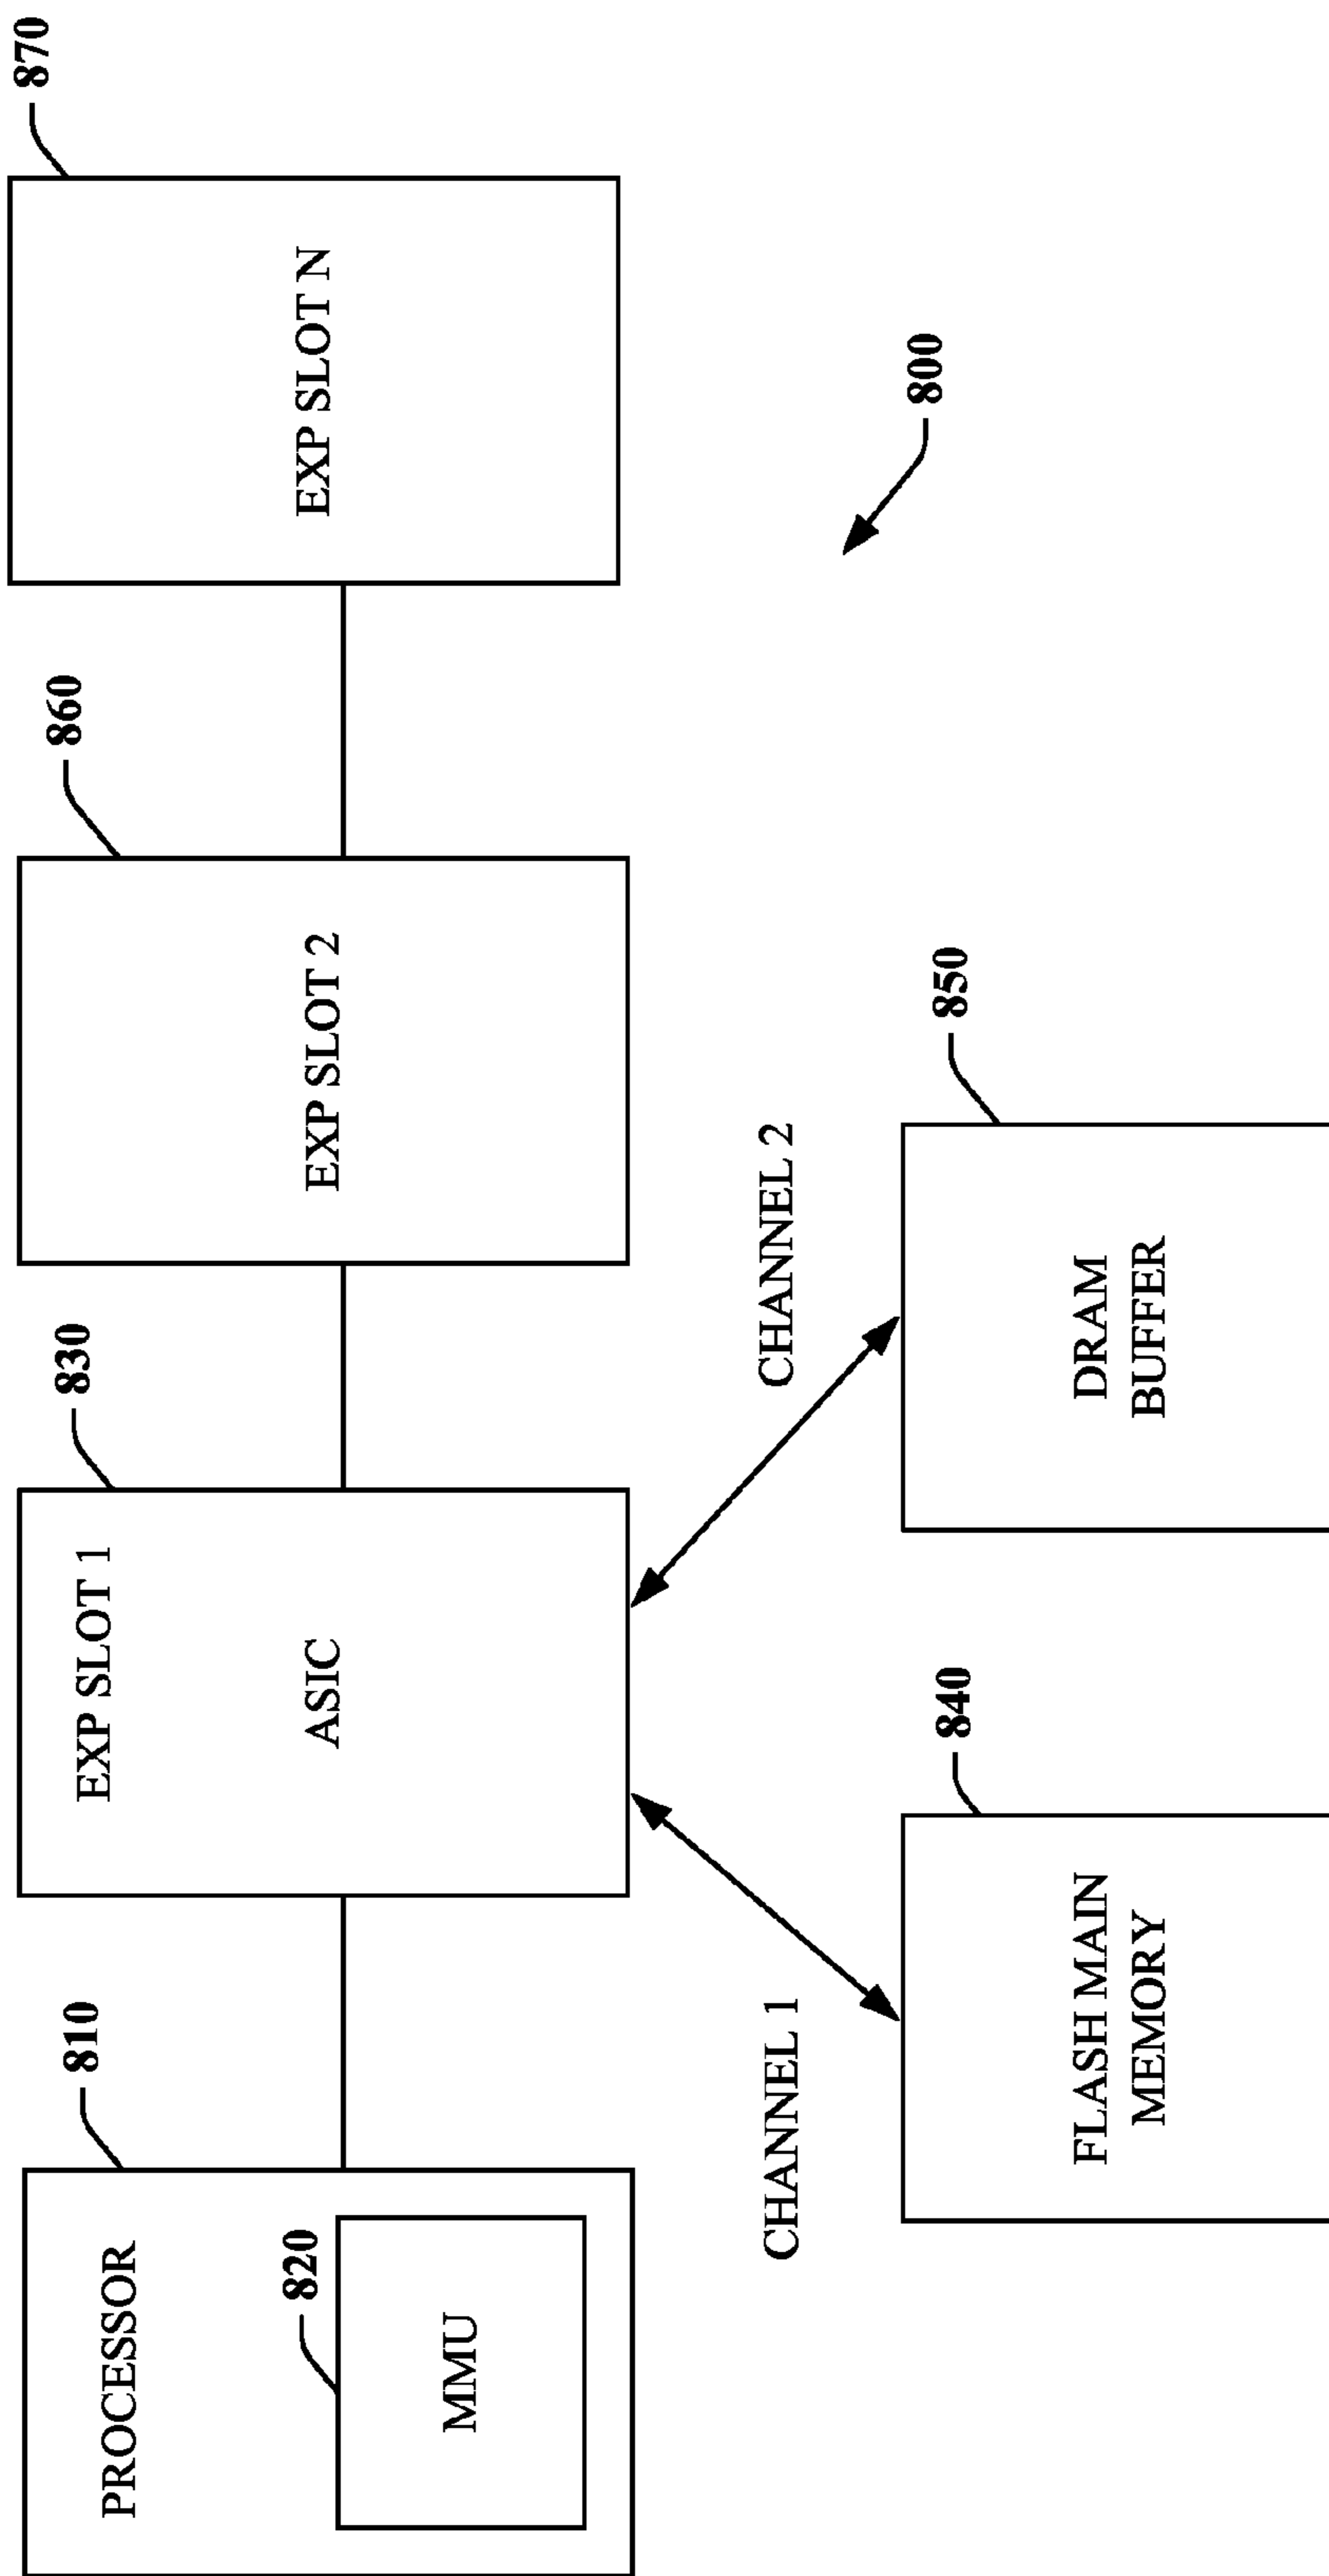 810
830
860
870
PROCESSOR
820
MMU
EXP SLOT 1
ASIC
EXP SLOT 2
EXP SLOT N
CHANNEL 1
CHANNEL 2
800
840
850
FLASH MAIN
MEMORY
DRAM
BUFFER